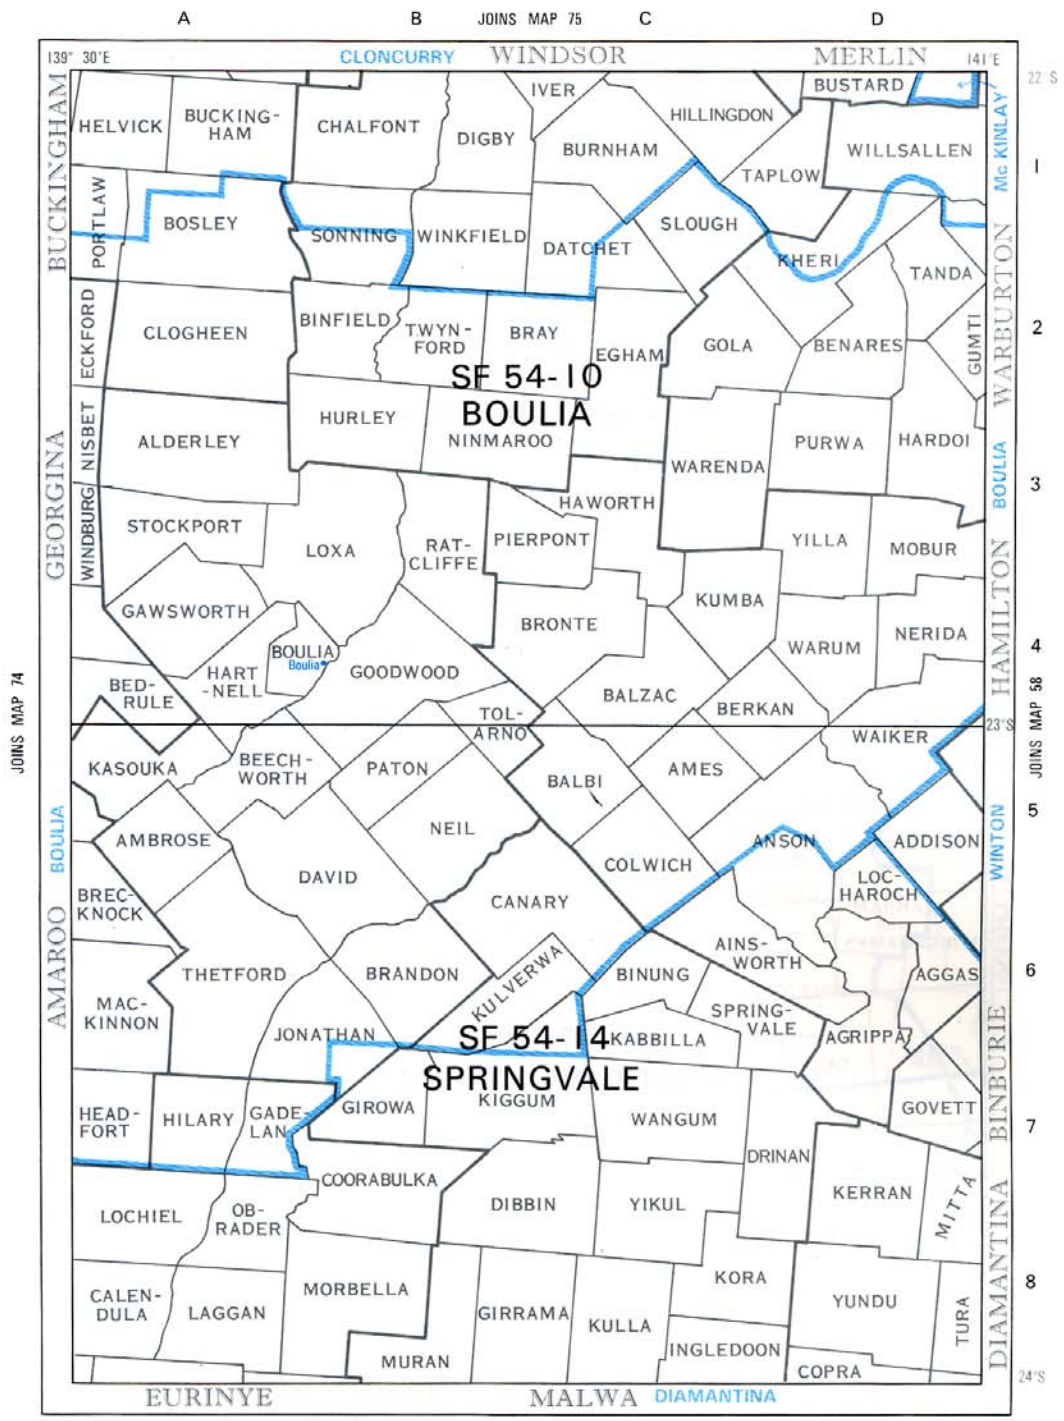 A B JOINS MAP 75 C D
139° 30'E CLONCURRY WINDSOR MERLIN 141°E
22°S
BUCKINGHAM
GEORGINA
JOINS MAP 74
BOULIA
AMAROO
HELVICK
BUCKING-
HAM
CHALFONT
DIGBY
IVER
BURNHAM
HILLINGDON
BUSTARD
TAPLOW
WILLSALLEN
Mc KINLAY
1
PORTLAW
BOSLEY
SONNING
WINKFIELD
DATCHET
SLOUGH
KHERI
TANDA
WARBURTON
ECKFORD
CLOGHEEN
BINFIELD
TWYN-
FORD
BRAY
EGHAM
GOLA
BENARES
GUMTI
2
SF 54-10
BOULIA
NISBET
ALDERLEY
HURLEY
NINMAROO
WARENDA
PURWA
HARDOI
BOULIA
3
WINDBURG
STOCKPORT
LOXA
RAT-
CLIFFE
PIERPONT
HAWORTH
YILLA
MOBUR
HAMILTON
GAWSWORTH
BOULIA
Boulia
HART
-NELL
GOODWOOD
BRONTE
KUMBA
WARUM
NERIDA
4
BED-
RULE
TOL-
ARNO
BALZAC
BERKAN
WAIKER
23°S
JOINS MAP 58
KASOUKA
BEECH-
WORTH
PATON
BALBI
AMES
5
AMBROSE
NEIL
COLWICH
ANSON
ADDISON
WINTON
BRECK-
KNOCK
DAVID
CANARY
LOC-
HAROCH
THETFORD
BRANDON
KULVERWA
BINUNG
AINS-
WORTH
AGGAS
6
MAC-
KINNON
JONATHAN
SF 54-14
SPRINGVALE
KABBILLA
SPRING-
VALE
AGRIPPA
BINBURIE
HEAD-
FORT
HILARY
GADE-
LAN
GIROWA
KIGGUM
WANGUM
GOVETT
7
COORABULKA
DRINAN
LOCHIEL
OB-
RADER
DIBBIN
YIKUL
KERRAN
MITTA
DIAMANTINA
CALEN-
DULA
LAGGAN
MORBELLA
GIRRAMA
KULLA
KORA
YUNDU
TURA
8
MURAN
INGLEDOON
COPRA
24°S
EURINYE MALWA DIAMANTINA